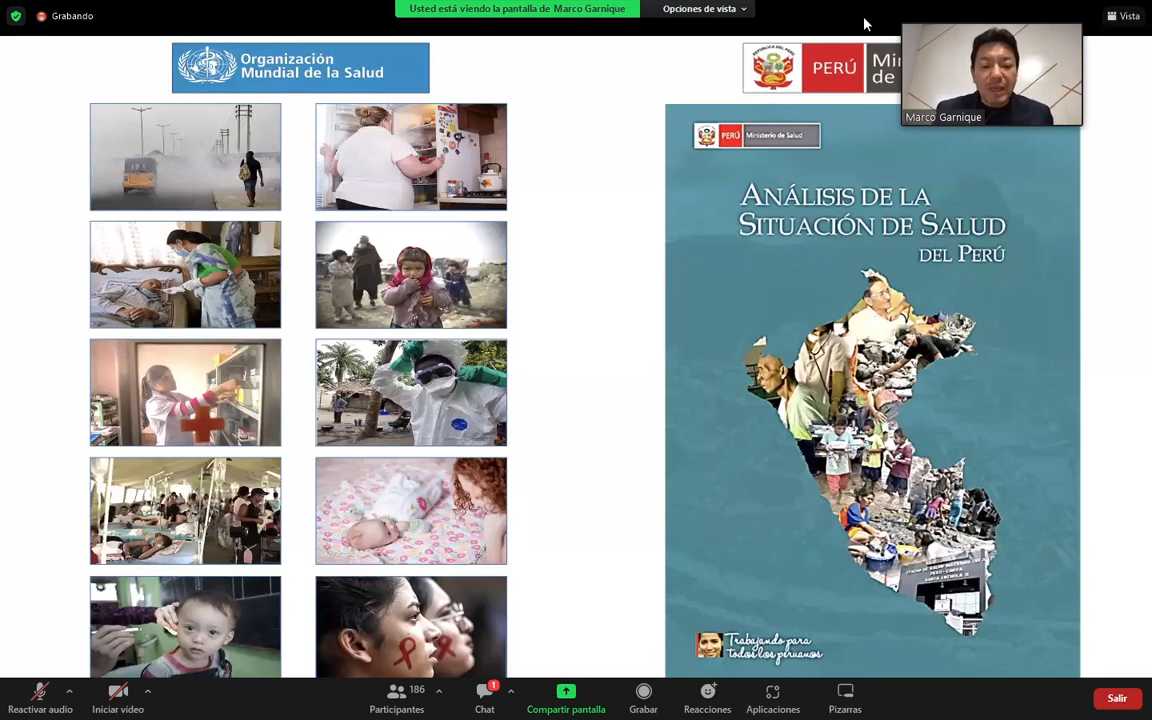 Grabando
Usted está viendo la pantalla de Marco Garnique
Opciones de vista
Vista
Organización
Mundial de la Salud
PERÚ
de
Marco Garnique
PERÚ Ministerio de Salud
ANÁLISIS DE LA
SITUACIÓN DE SALUD
DEL PERÚ
Trabajando para
todos los peruanos
Reactivar audio
Iniciar vídeo
186
Participantes
1
Chat
Compartir pantalla
Grabar
Reacciones
Aplicaciones
Pizarras
Salir